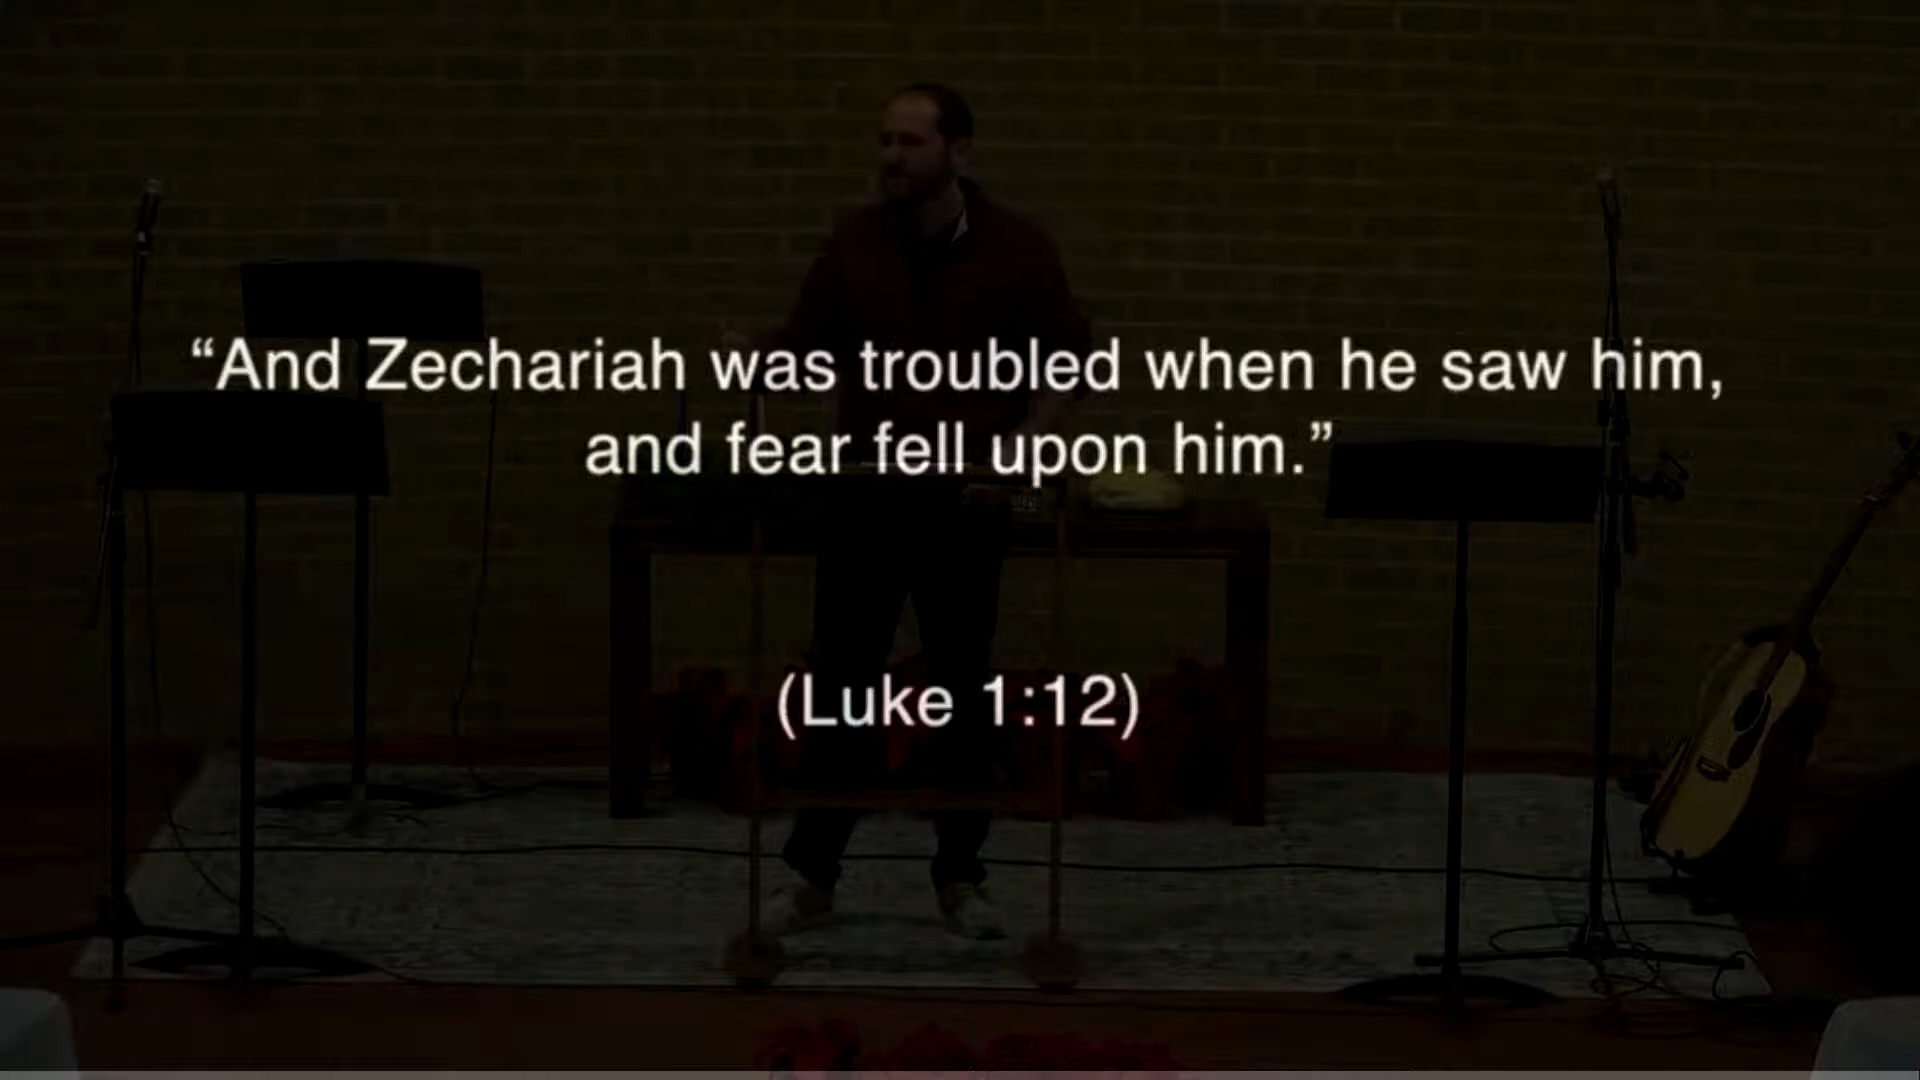 “And Zechariah was troubled when he saw him,
and fear fell upon him.”
(Luke 1:12)